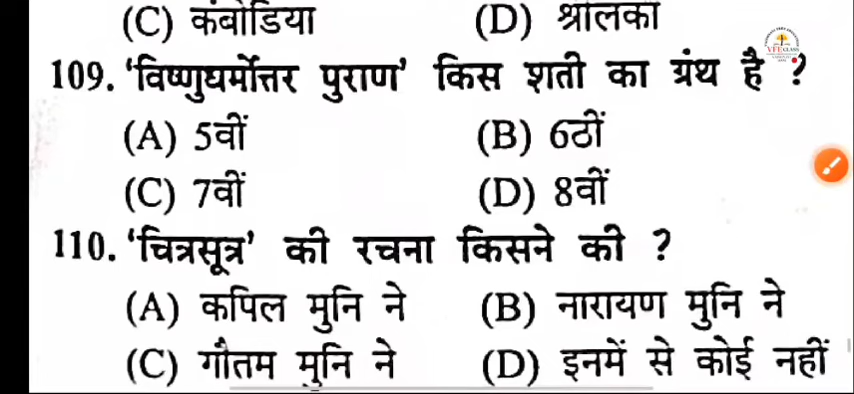 (C) कंबोडिया (D) श्रीलंका
109. 'विष्णुधर्मोत्तर पुराण' किस शती का ग्रंथ है ?
(A) 5वीं (B) 6ठीं
(C) 7वीं (D) 8वीं
110. 'चित्रसूत्र' की रचना किसने की ?
(A) कपिल मुनि ने (B) नारायण मुनि ने
(C) गौतम मुनि ने (D) इनमें से कोई नहीं